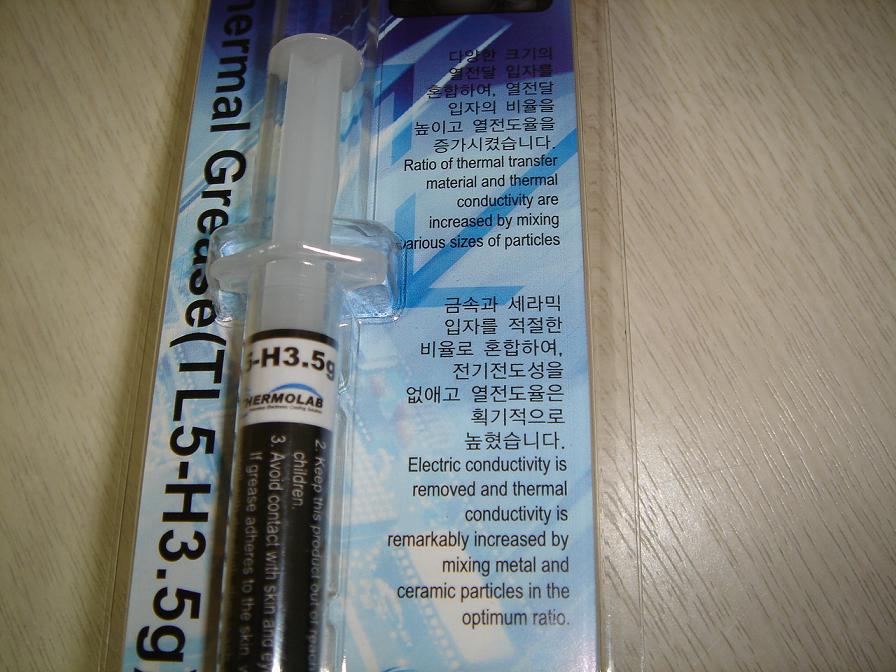 Thermal Grease(TL5-H3.5g)
다양한 크기의
열전달 입자를
혼합하여, 열전달
입자의 비율을
높이고 열전도율을
증가시켰습니다.
Ratio of thermal transfer
material and thermal
conductivity are
increased by mixing
various sizes of particles
금속과 세라믹
입자를 적절한
비율로 혼합하여,
전기전도성을
없애고 열전도율은
획기적으로
높혔습니다.
Electric conductivity is
removed and thermal
conductivity is
remarkably increased by
mixing metal and
ceramic particles in the
optimum ratio.
5-H3.5g
THERMOLAB
2. Keep this product out of reach
children.
3. Avoid contact with skin and
If grease adheres to the skin,